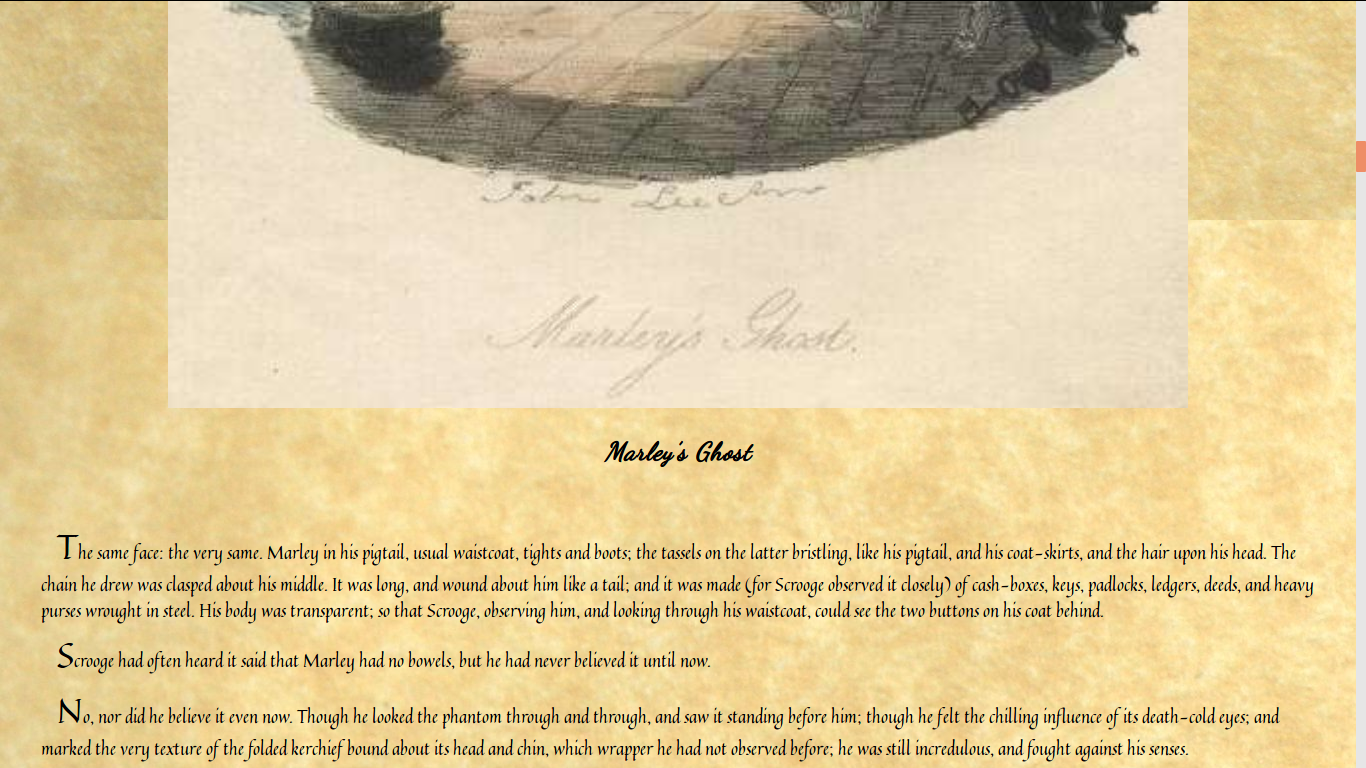 Marley's Ghost.
Marley's Ghost
The same face: the very same. Marley in his pigtail, usual waistcoat, tights and boots; the tassels on the latter bristling, like his pigtail, and his coat-skirts, and the hair upon his head. The
chain he drew was clasped about his middle. It was long, and wound about him like a tail; and it was made (for Scrooge observed it closely) of cash-boxes, keys, padlocks, ledgers, deeds, and heavy
purses wrought in steel. His body was transparent; so that Scrooge, observing him, and looking through his waistcoat, could see the two buttons on his coat behind.
Scrooge had often heard it said that Marley had no bowels, but he had never believed it until now.
No, nor did he believe it even now. Though he looked the phantom through and through, and saw it standing before him; though he felt the chilling influence of its death-cold eyes; and
marked the very texture of the folded kerchief bound about its head and chin, which wrapper he had not observed before; he was still incredulous, and fought against his senses.